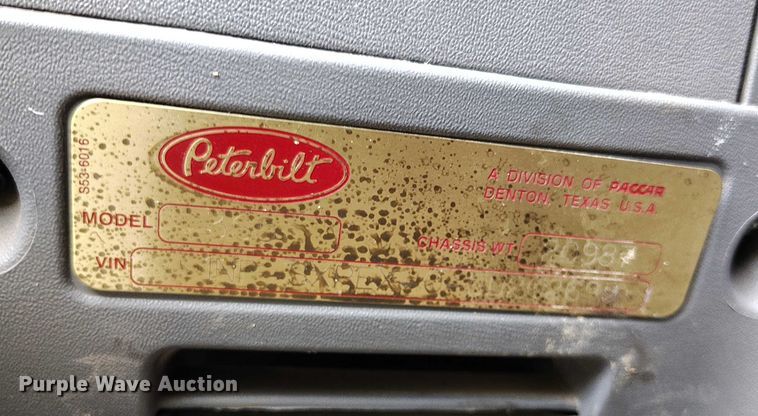 S53-6016
Peterbilt
A DIVISION OF PACCAR
DENTON, TEXAS U.S.A.
MODEL
CHASSIS WT.
VIN
Purple Wave Auction